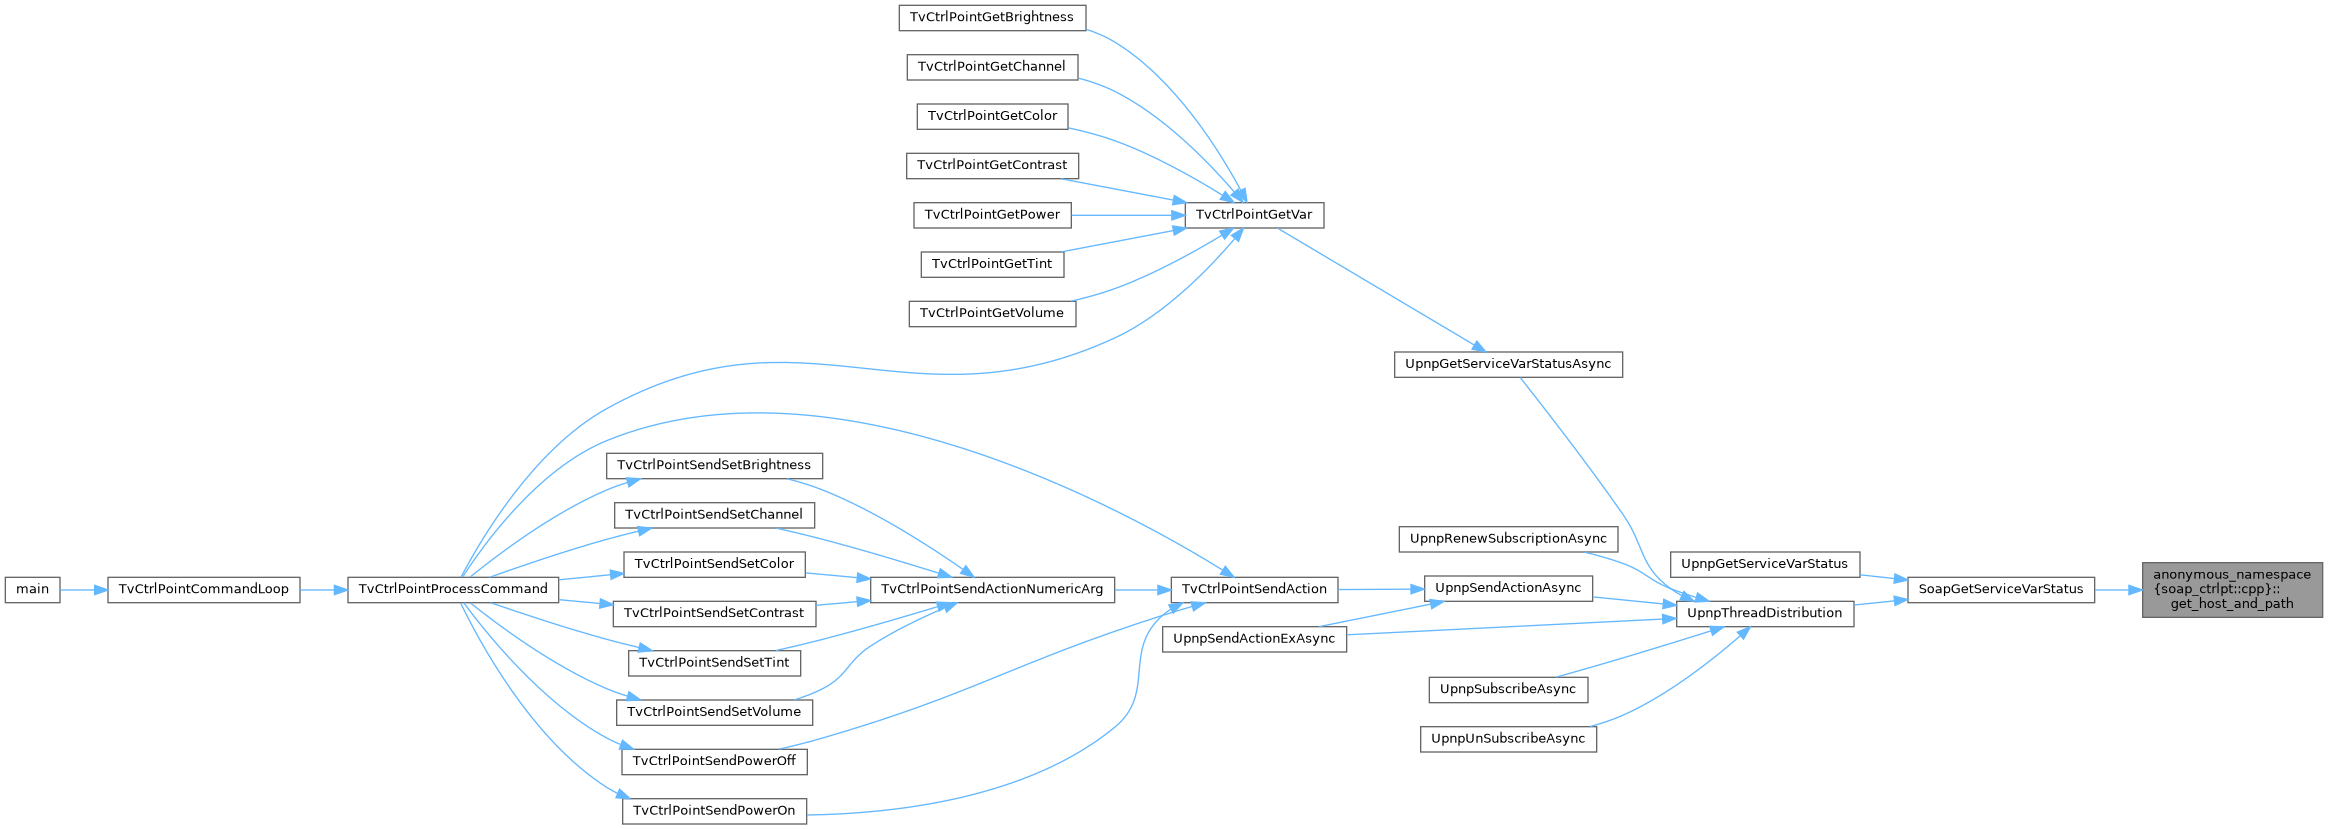 TvCtrlPointGetBrightness
TvCtrlPointGetChannel
TvCtrlPointGetColor
TvCtrlPointGetContrast
TvCtrlPointGetPower
TvCtrlPointGetVar
TvCtrlPointGetTint
TvCtrlPointGetVolume
UpnpGetServiceVarStatusAsync
TvCtrlPointSendSetBrightness
TvCtrlPointSendSetChannel
UpnpRenewSubscriptionAsync
TvCtrlPointSendSetColor
UpnpGetServiceVarStatus
main
TvCtrlPointCommandLoop
TvCtrlPointProcessCommand
TvCtrlPointSendActionNumericArg
TvCtrlPointSendAction
UpnpSendActionAsync
SoapGetServiceVarStatus
anonymous_namespace
{soap_ctrlpt::cpp}::
get_host_and_path
TvCtrlPointSendSetContrast
UpnpThreadDistribution
UpnpSendActionExAsync
TvCtrlPointSendSetTint
UpnpSubscribeAsync
TvCtrlPointSendSetVolume
UpnpUnSubscribeAsync
TvCtrlPointSendPowerOff
TvCtrlPointSendPowerOn